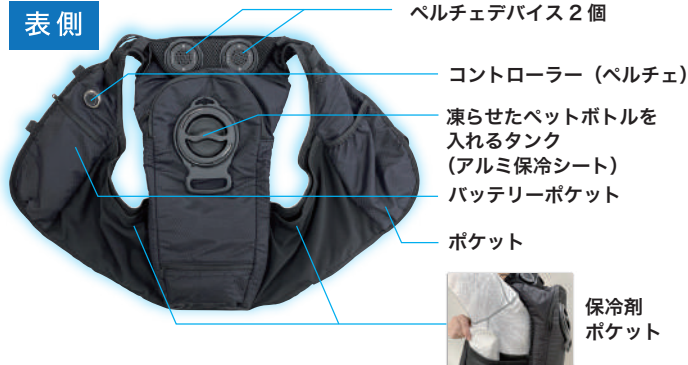 表側
ペルチェデバイス2個
コントローラー（ペルチェ）
凍らせたペットボトルを
入れるタンク
（アルミ保冷シート）
バッテリーポケット
ポケット
保冷剤
ポケット